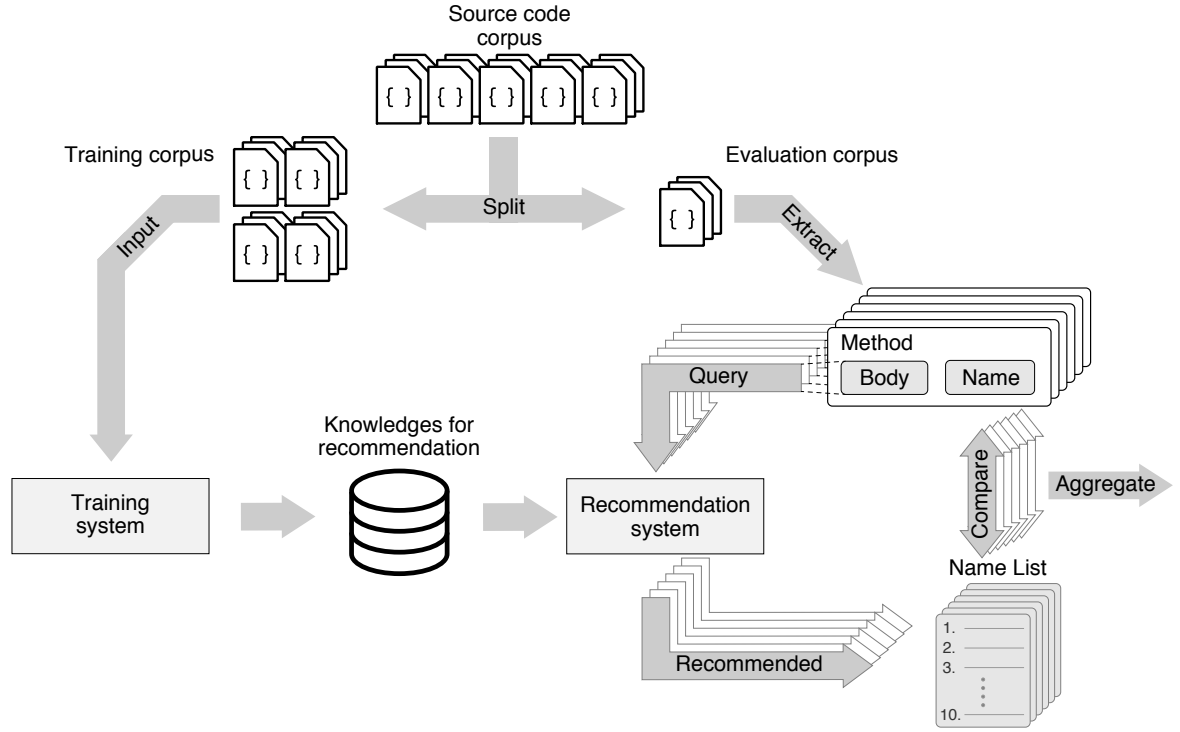 Source code
corpus
{ } { } { } { } { }
Training corpus
{ } { }
{ } { }
Evaluation corpus
{ }
Split
Input
Extract
Method
Body
Name
Query
Knowledges for
recommendation
Training
system
Recommendation
system
Compare
Aggregate
Name List
1.
2.
3.
10.
Recommended